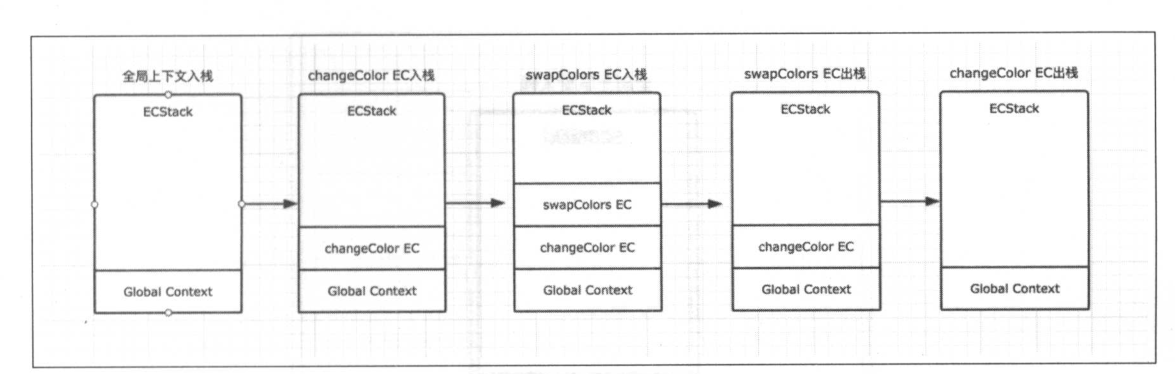 全局上下文入栈
changeColor EC入栈
swapColors EC入栈
swapColors EC出栈
changeColor EC出栈
ECStack
ECStack
ECStack
ECStack
ECStack
swapColors EC
changeColor EC
changeColor EC
changeColor EC
Global Context
Global Context
Global Context
Global Context
Global Context